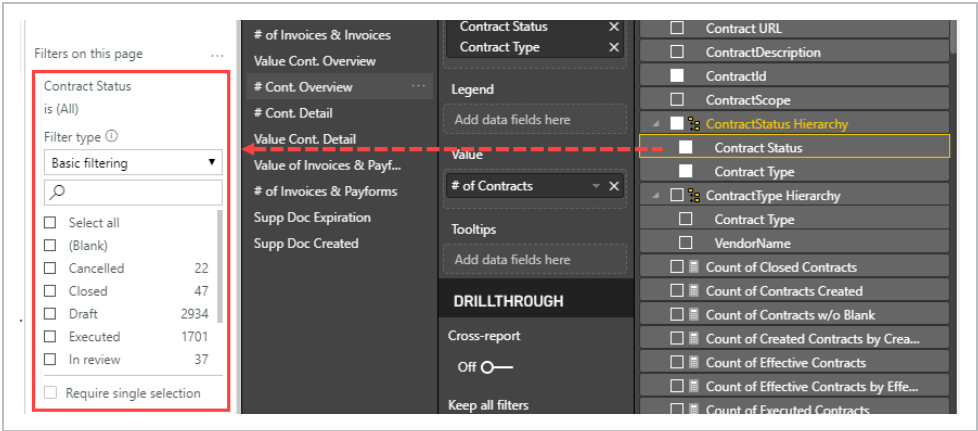 Filters on this page
...
Contract Status
is (All)
Filter type
Basic filtering
Select all
(Blank)
Cancelled 22
Closed 47
Draft 2934
Executed 1701
In review 37
Require single selection
# of Invoices & Invoices
Value Cont. Overview
# Cont. Overview ...
# Cont. Detail
Value Cont. Detail
Value of Invoices & Payf...
# of Invoices & Payforms
Supp Doc Expiration
Supp Doc Created
Contract Status
Contract Type
Legend
Add data fields here
Value
# of Contracts
Tooltips
Add data fields here
DRILLTHROUGH
Cross-report
Off
Keep all filters
Contract URL
ContractDescription
ContractId
ContractScope
ContractStatus Hierarchy
Contract Status
Contract Type
ContractType Hierarchy
Contract Type
VendorName
Count of Closed Contracts
Count of Contracts Created
Count of Contracts w/o Blank
Count of Created Contracts by Crea...
Count of Effective Contracts
Count of Effective Contracts by Effe...
Count of Executed Contracts